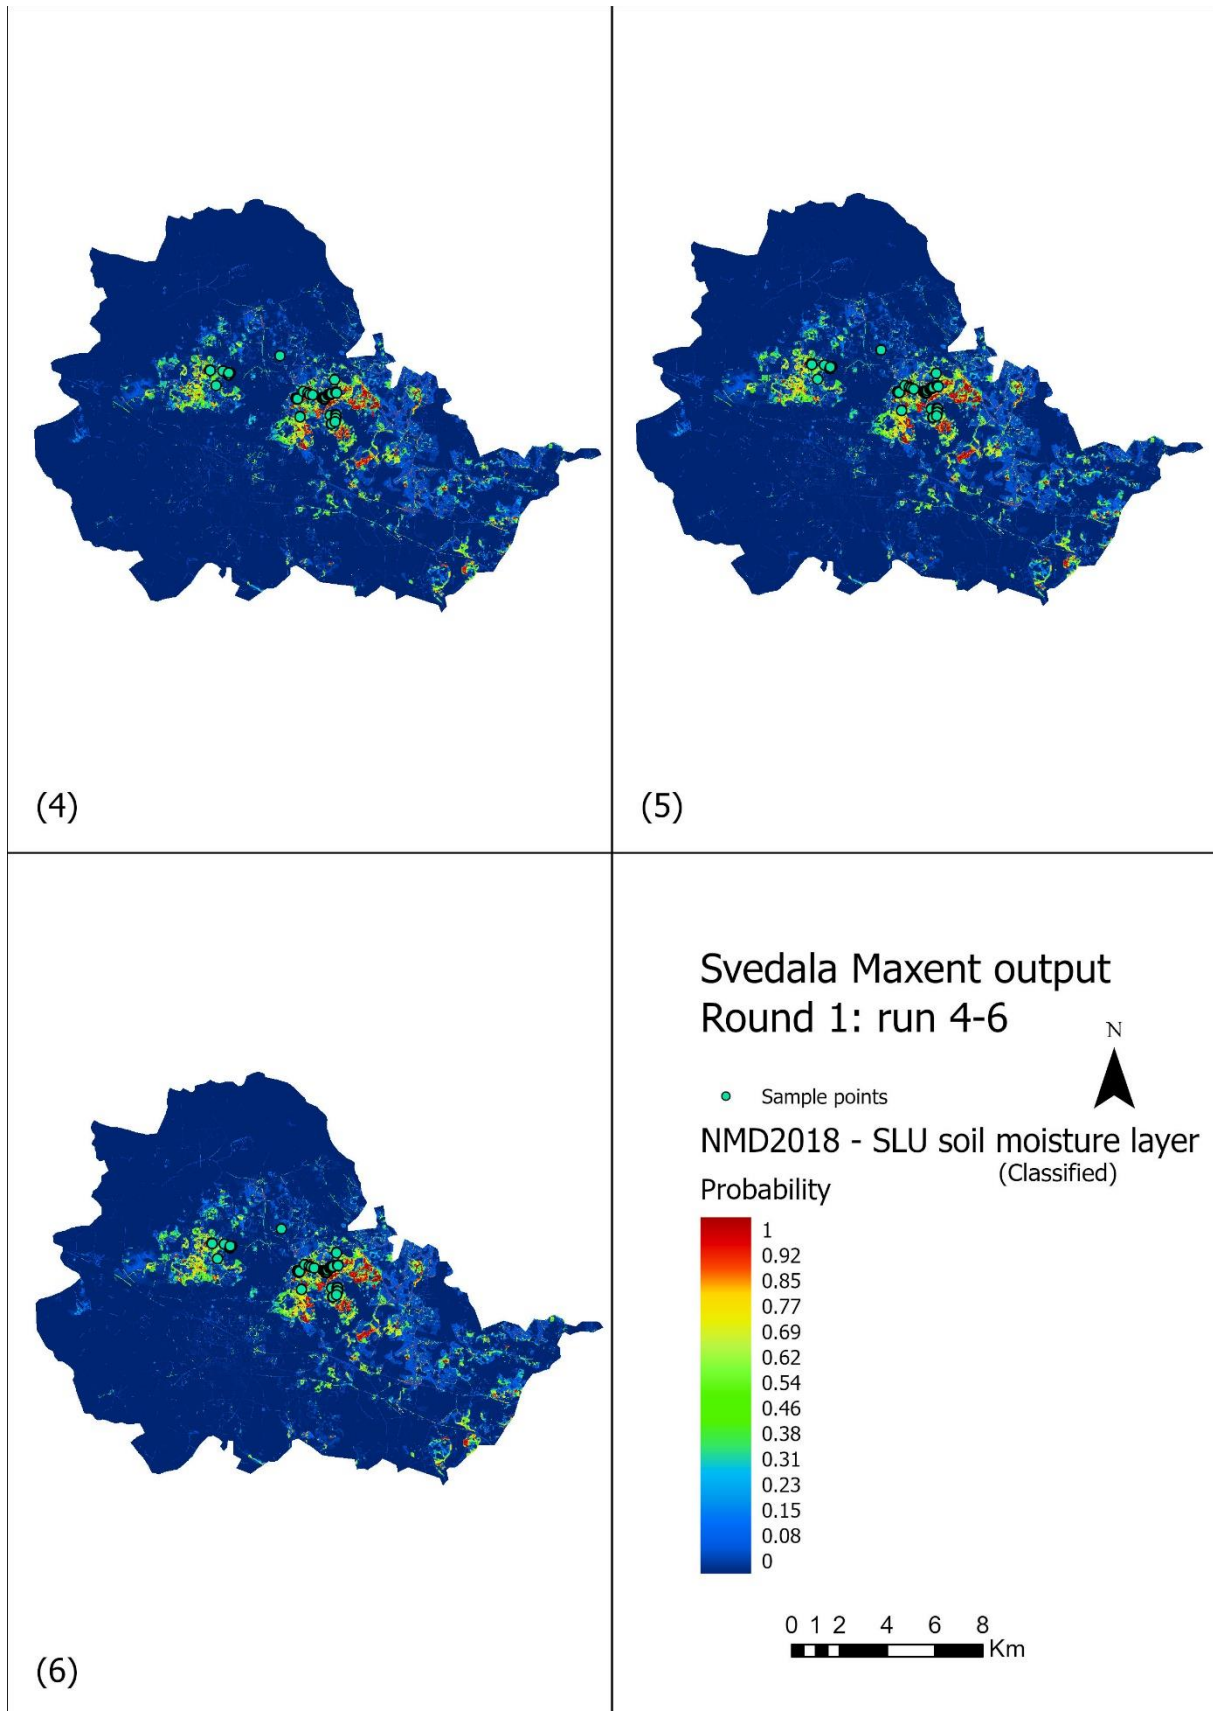 (4)
(5)
(6)
Svedala Maxent output
Round 1: run 4-6
N
Sample points
NMD2018 - SLU soil moisture layer
(Classified)
Probability
1
0.92
0.85
0.77
0.69
0.62
0.54
0.46
0.38
0.31
0.23
0.15
0.08
0
0 1 2 4 6 8
Km